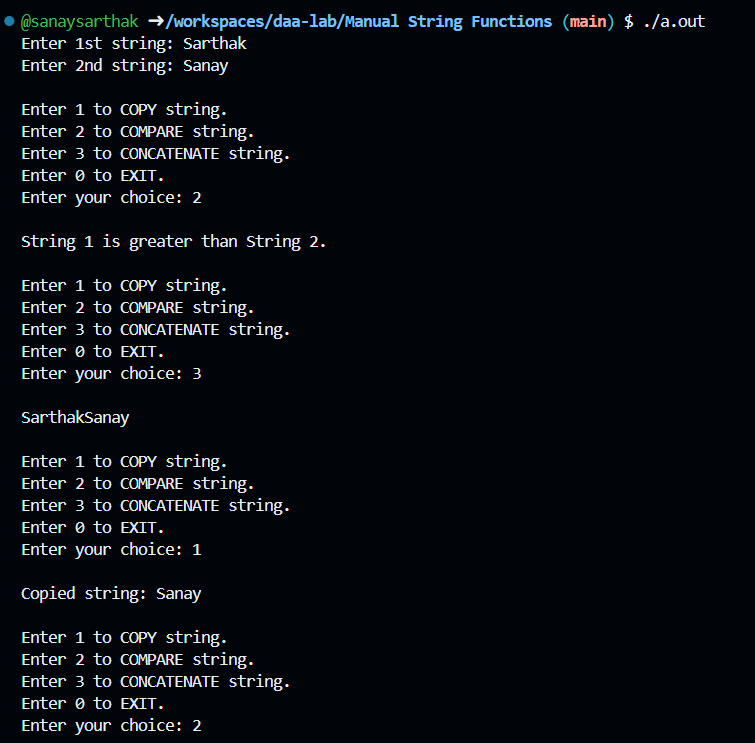 @sanaysarthak ➜/workspaces/daa-lab/Manual String Functions (main) $ ./a.out
Enter 1st string: Sarthak
Enter 2nd string: Sanay
Enter 1 to COPY string.
Enter 2 to COMPARE string.
Enter 3 to CONCATENATE string.
Enter 0 to EXIT.
Enter your choice: 2
String 1 is greater than String 2.
Enter 1 to COPY string.
Enter 2 to COMPARE string.
Enter 3 to CONCATENATE string.
Enter 0 to EXIT.
Enter your choice: 3
SarthakSanay
Enter 1 to COPY string.
Enter 2 to COMPARE string.
Enter 3 to CONCATENATE string.
Enter 0 to EXIT.
Enter your choice: 1
Copied string: Sanay
Enter 1 to COPY string.
Enter 2 to COMPARE string.
Enter 3 to CONCATENATE string.
Enter 0 to EXIT.
Enter your choice: 2